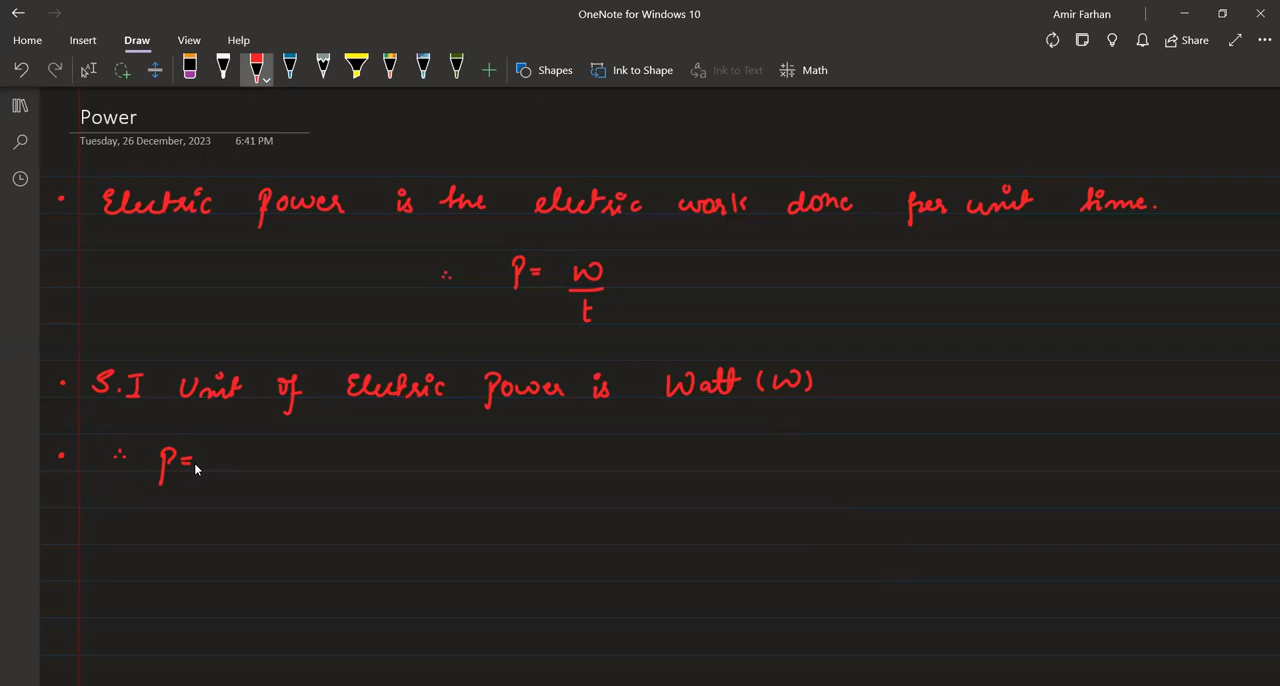 OneNote for Windows 10
Amir Farhan
Home Insert Draw View Help
Share
Shapes Ink to Shape Ink to Text Math
Power
Tuesday, 26 December, 2023 6:41 PM
• Electric Power is the electric work done per unit time.
∴ P = W
t
• S.I Unit of Electric Power is Watt (W)
• ∴ P =